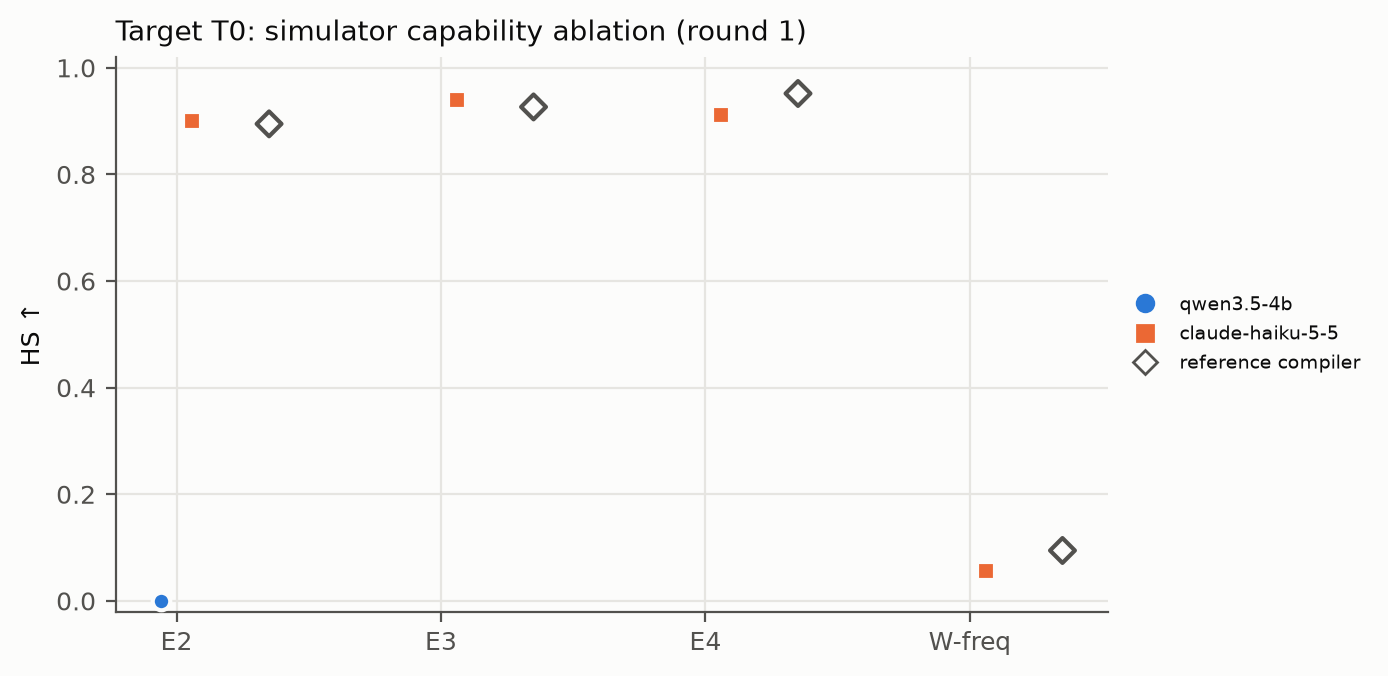 Target T0: simulator capability ablation (round 1)
HS ↑
1.0
0.8
0.6
0.4
0.2
0.0
E2
E3
E4
W-freq
qwen3.5-4b
claude-haiku-5-5
reference compiler